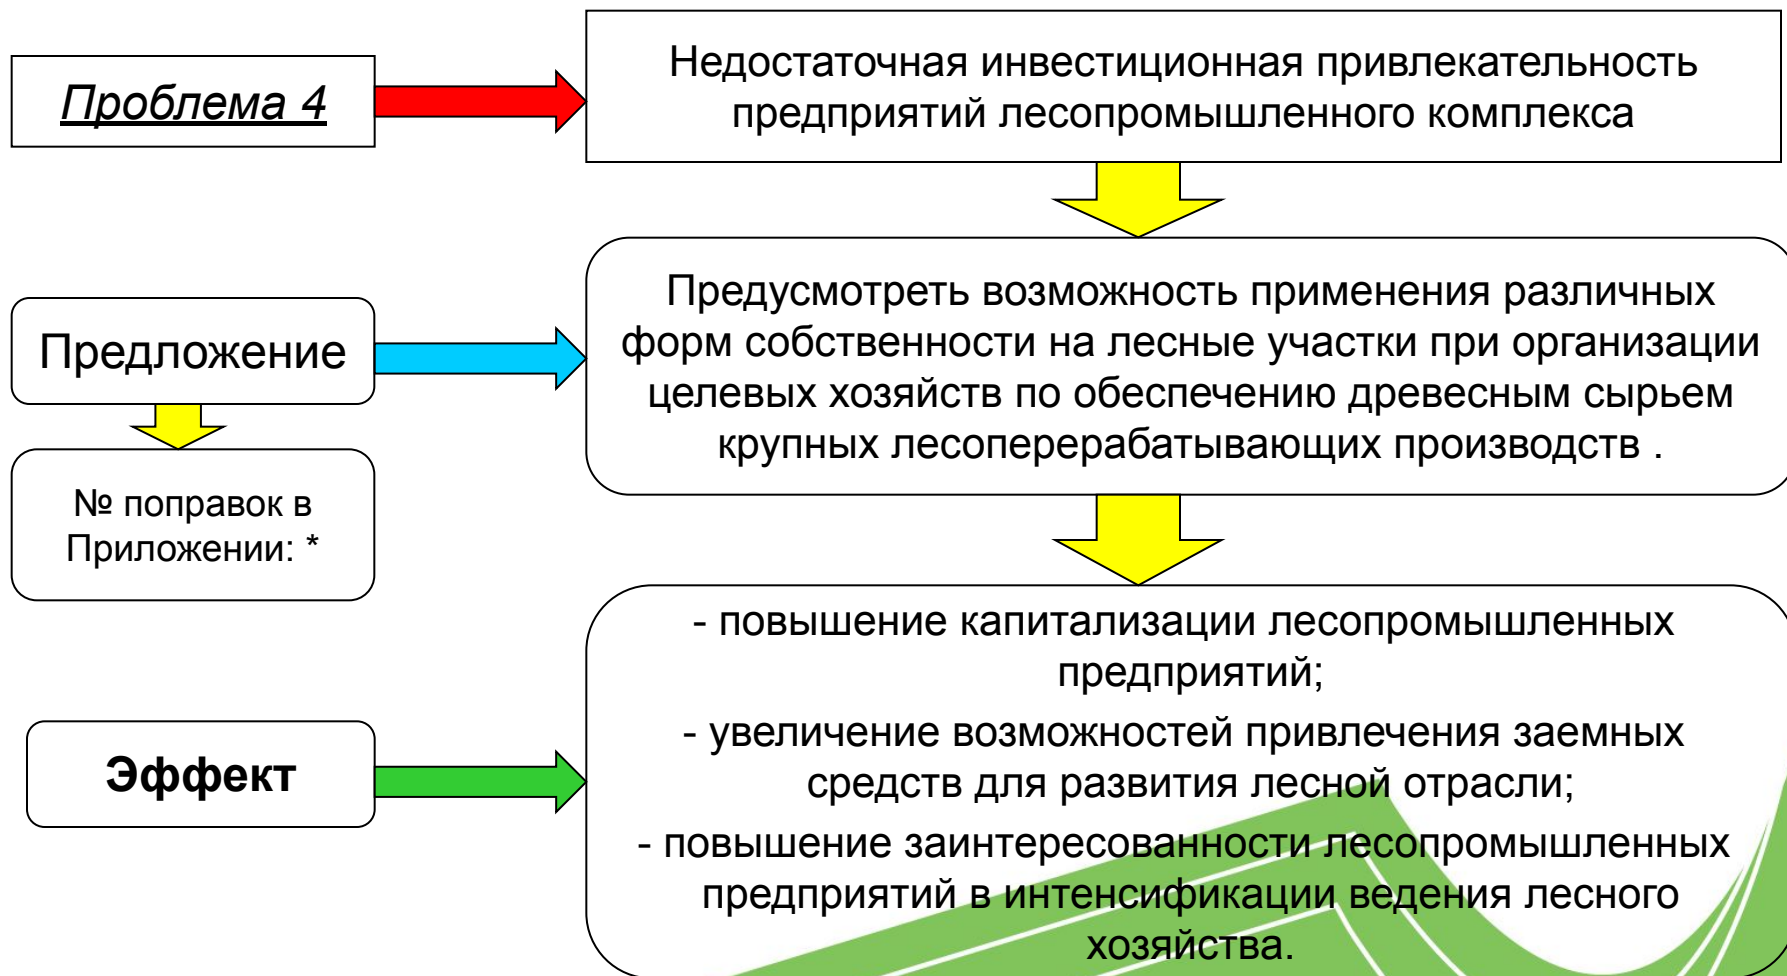 Проблема 4
Недостаточная инвестиционная привлекательность
предприятий лесопромышленного комплекса
Предложение
Предусмотреть возможность применения различных
форм собственности на лесные участки при организации
целевых хозяйств по обеспечению древесным сырьем
крупных лесоперерабатывающих производств .
№ поправок в
Приложении: *
Эффект
- повышение капитализации лесопромышленных
предприятий;
- увеличение возможностей привлечения заемных
средств для развития лесной отрасли;
- повышение заинтересованности лесопромышленных
предприятий в интенсификации ведения лесного
хозяйства.